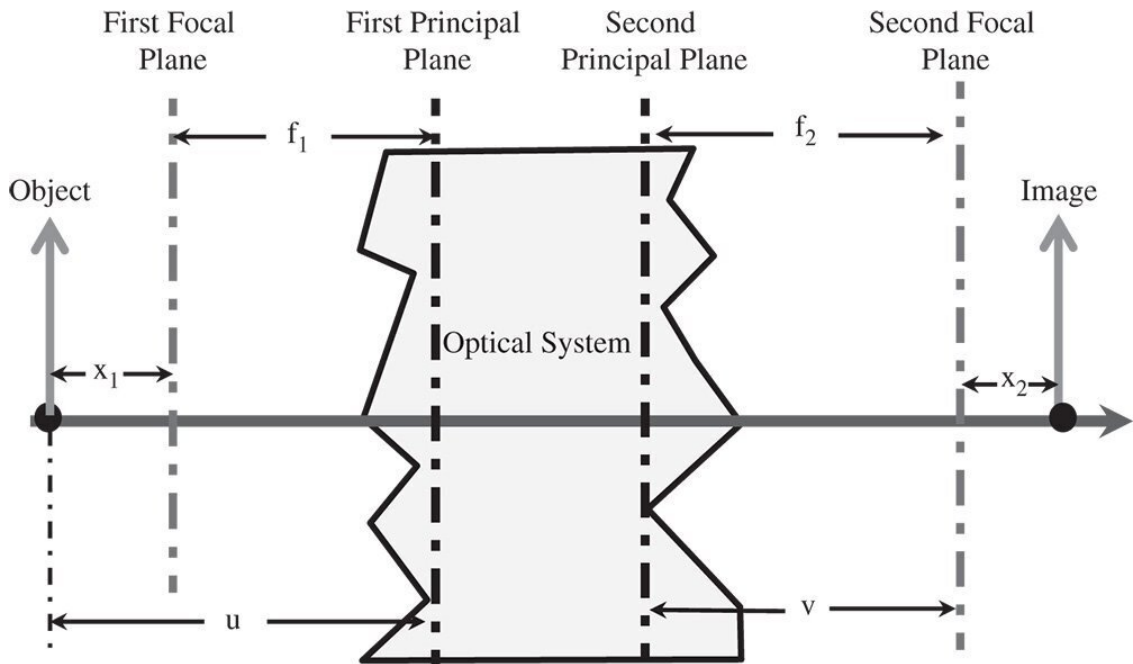 First Focal
Plane
First Principal
Plane
Second
Principal Plane
Second Focal
Plane
f₁
f₂
Object
Image
Optical System
x₁
x₂
u
v